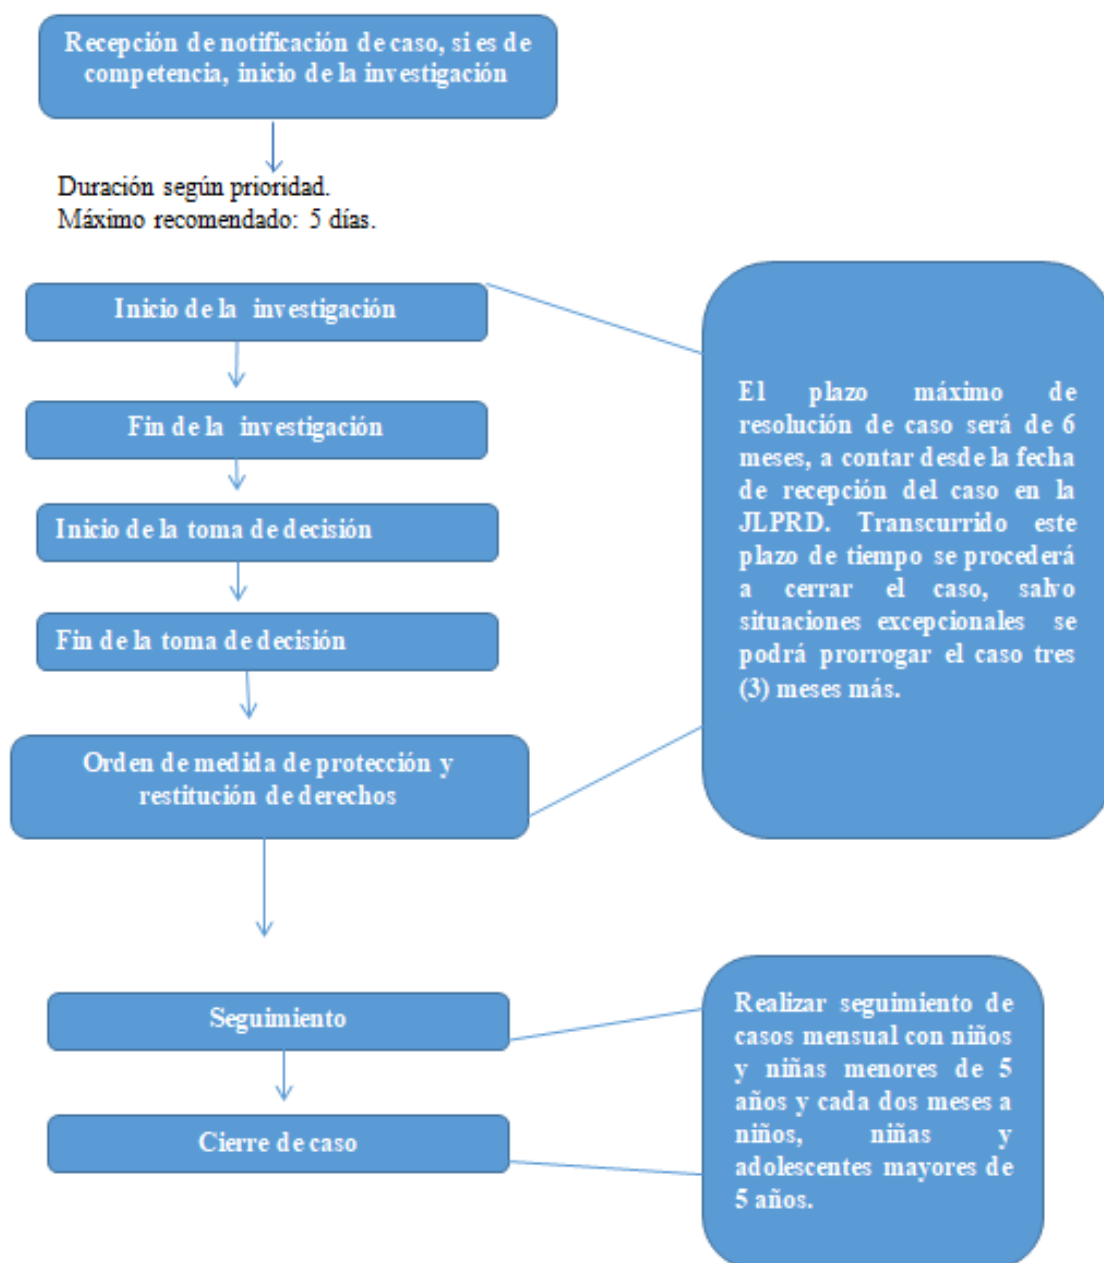 Recepción de notificación de caso, si es de
competencia, inicio de la investigación
Duración según prioridad.
Máximo recomendado: 5 días.
Inicio de la investigación
Fin de la investigación
Inicio de la toma de decisión
Fin de la toma de decisión
Orden de medida de protección y
restitución de derechos
El plazo máximo de
resolución de caso será de 6
meses, a contar desde la fecha
de recepción del caso en la
JLPRD. Transcurrido este
plazo de tiempo se procederá
a cerrar el caso, salvo
situaciones excepcionales se
podrá prorrogar el caso tres
(3) meses más.
Seguimiento
Cierre de caso
Realizar seguimiento de
casos mensual con niños
y niñas menores de 5
años y cada dos meses a
niños, niñas y
adolescentes mayores de
5 años.